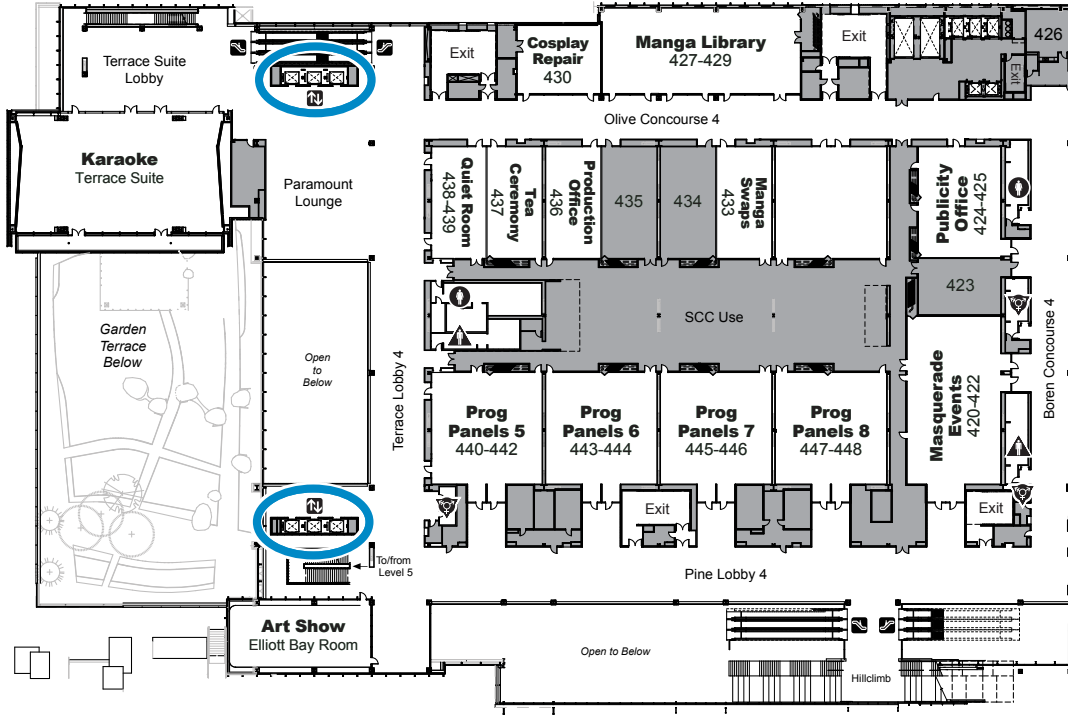 Terrace Suite
Lobby
Exit
Cosplay
Repair
430
Manga Library
427-429
Exit
Exit
426
Olive Concourse 4
Karaoke
Terrace Suite
Paramount
Lounge
Quiet Room
438-439
Tea
Ceremony
437
Production
Office
436
435
434
Manga
Swaps
433
Publicity
Office
424-425
423
SCC Use
Garden
Terrace
Below
Open
to
Below
Terrace Lobby 4
Boren Concourse 4
Prog
Panels 5
440-442
Prog
Panels 6
443-444
Prog
Panels 7
445-446
Prog
Panels 8
447-448
Masquerade
Events
420-422
Exit
Exit
To/from
Level 5
Pine Lobby 4
Art Show
Elliott Bay Room
Open to Below
Hillclimb